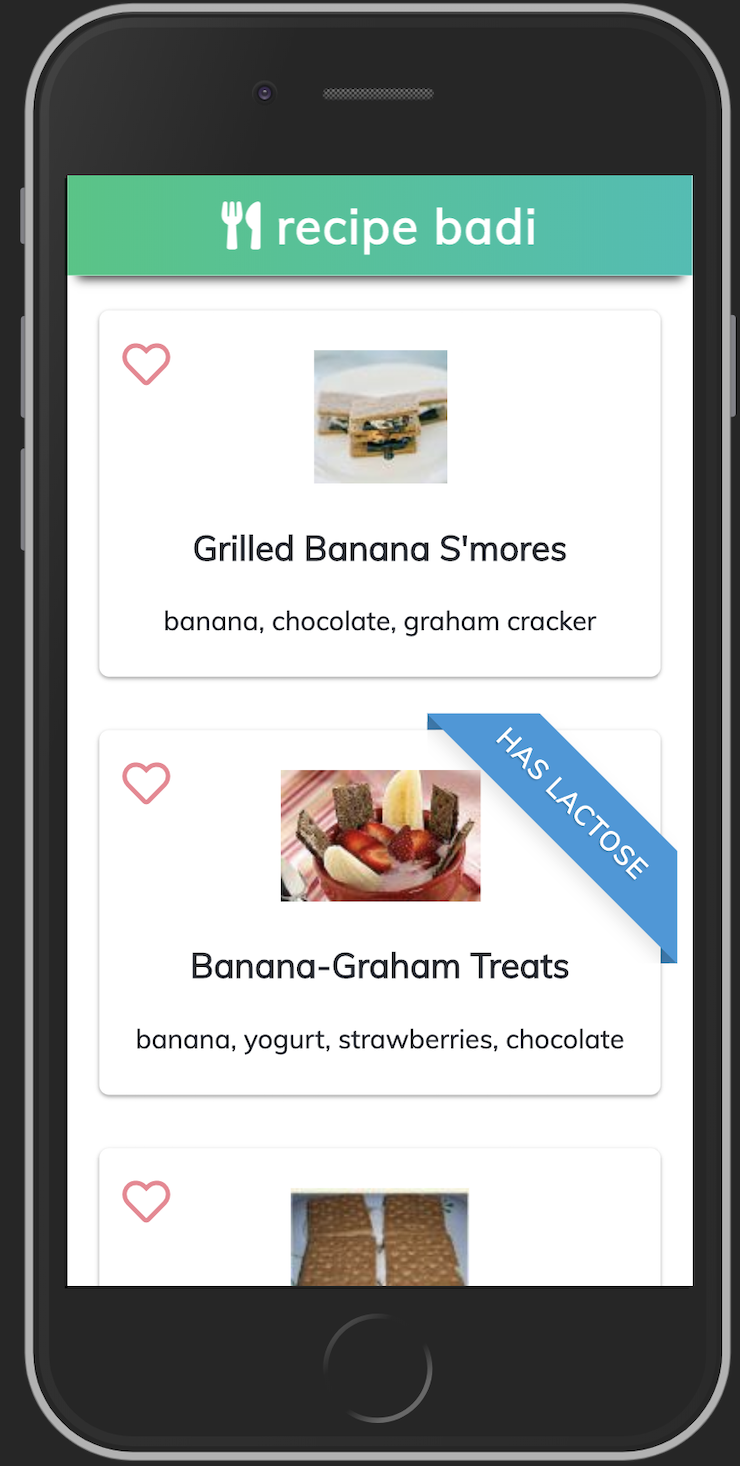 recipe badi
Grilled Banana S'mores
banana, chocolate, graham cracker
HAS LACTOSE
Banana-Graham Treats
banana, yogurt, strawberries, chocolate